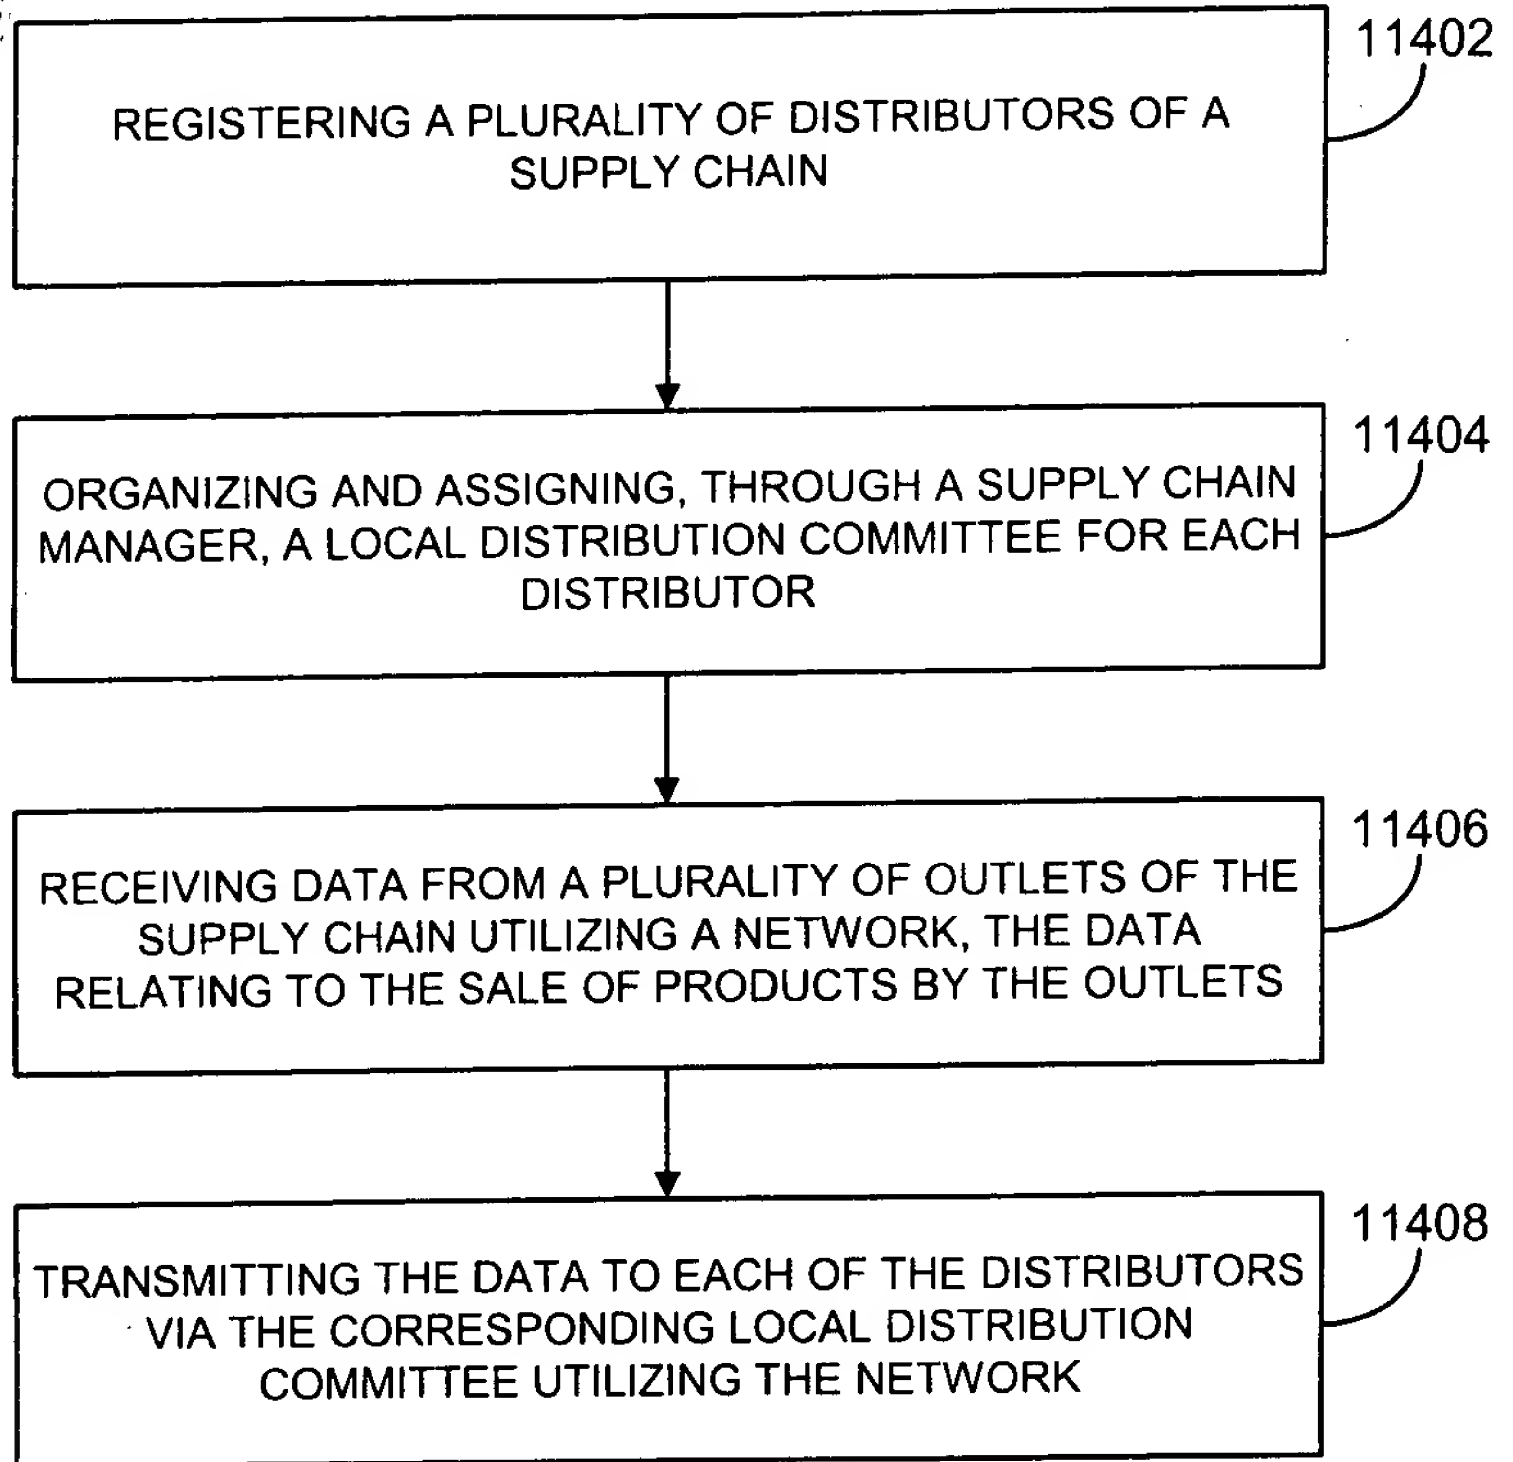 11402
REGISTERING A PLURALITY OF DISTRIBUTORS OF A
SUPPLY CHAIN
11404
ORGANIZING AND ASSIGNING, THROUGH A SUPPLY CHAIN
MANAGER, A LOCAL DISTRIBUTION COMMITTEE FOR EACH
DISTRIBUTOR
11406
RECEIVING DATA FROM A PLURALITY OF OUTLETS OF THE
SUPPLY CHAIN UTILIZING A NETWORK, THE DATA
RELATING TO THE SALE OF PRODUCTS BY THE OUTLETS
11408
TRANSMITTING THE DATA TO EACH OF THE DISTRIBUTORS
VIA THE CORRESPONDING LOCAL DISTRIBUTION
COMMITTEE UTILIZING THE NETWORK